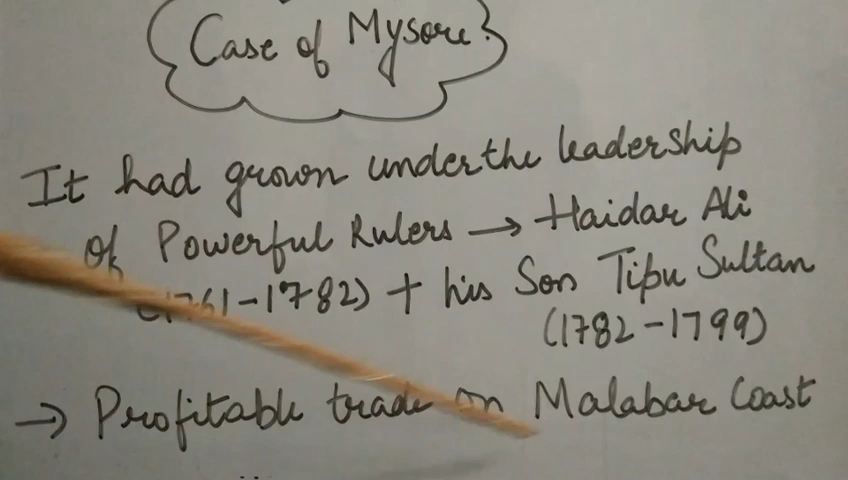 Case of Mysore?
It had grown under the leadership
of Powerful Rulers → Haidar Ali
(1761-1782) + his Son Tipu Sultan
(1782-1799)
→ Profitable trade on Malabar Coast